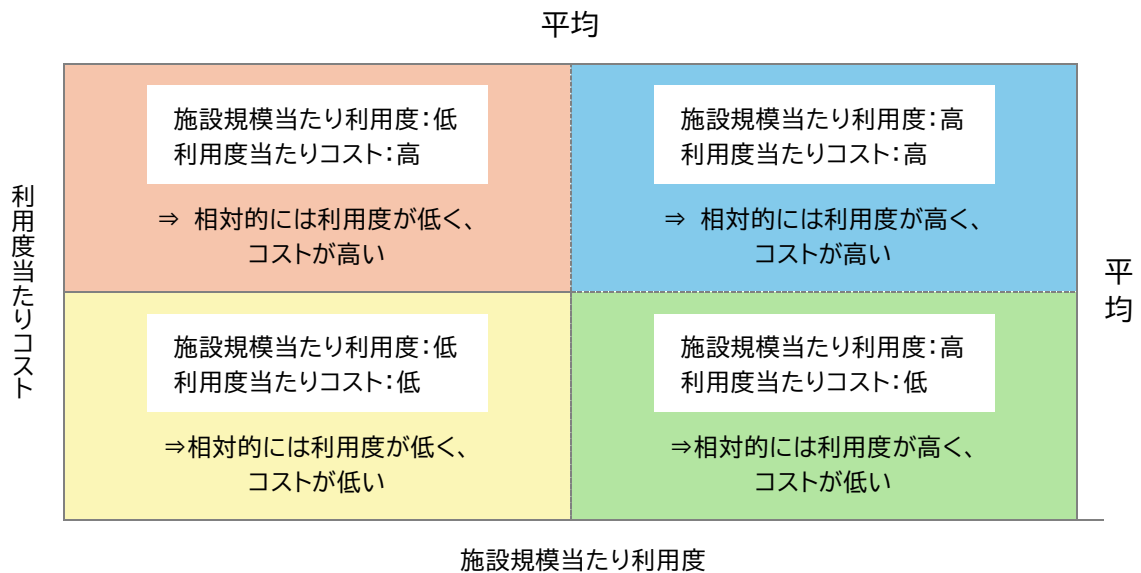 平均
施設規模当たり利用度：低
利用度当たりコスト：高
⇒ 相対的には利用度が低く、
コストが高い
施設規模当たり利用度：高
利用度当たりコスト：高
⇒ 相対的には利用度が高く、
コストが高い
利用度当たりコスト
平均
施設規模当たり利用度：低
利用度当たりコスト：低
⇒相対的には利用度が低く、
コストが低い
施設規模当たり利用度：高
利用度当たりコスト：低
⇒相対的には利用度が高く、
コストが低い
施設規模当たり利用度